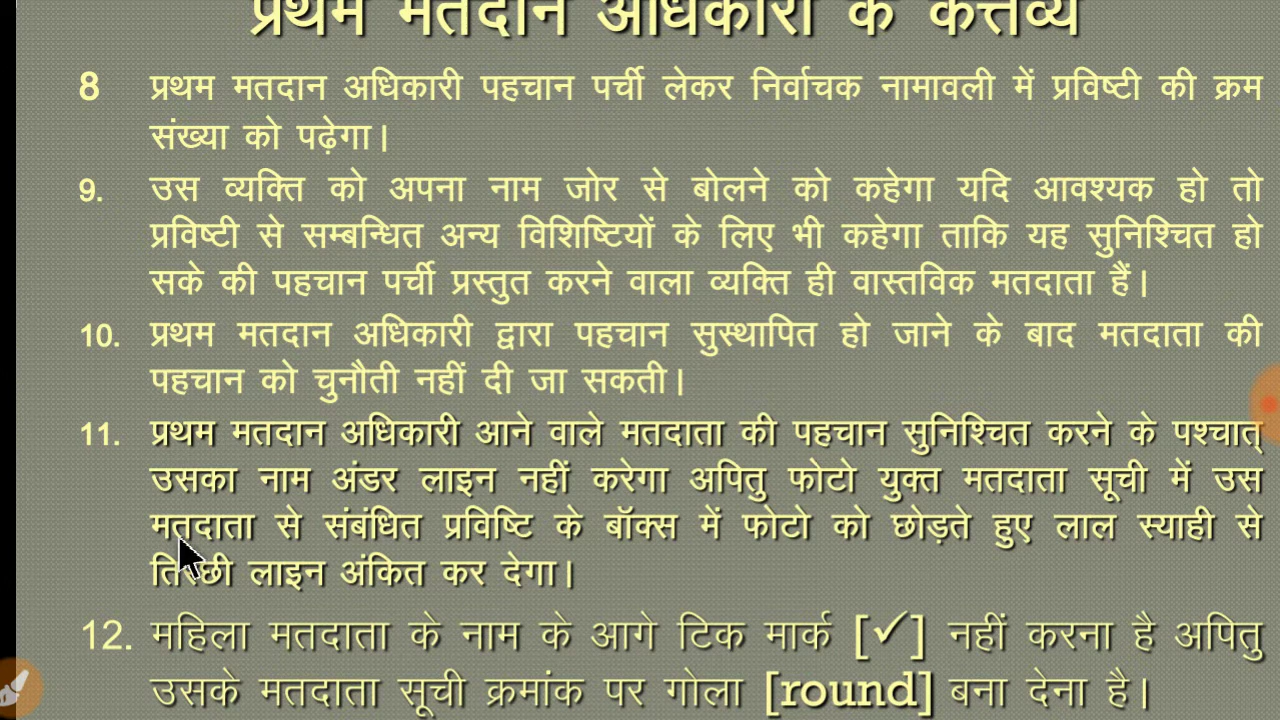 प्रथम मतदान अधिकारी के कर्त्तव्य
8 प्रथम मतदान अधिकारी पहचान पर्ची लेकर निर्वाचक नामावली में प्रविष्टी की क्रम
संख्या को पढ़ेगा।
9. उस व्यक्ति को अपना नाम जोर से बोलने को कहेगा यदि आवश्यक हो तो
प्रविष्टी से सम्बन्धित अन्य विशिष्टियों के लिए भी कहेगा ताकि यह सुनिश्चित हो
सके की पहचान पर्ची प्रस्तुत करने वाला व्यक्ति ही वास्तविक मतदाता हैं।
10. प्रथम मतदान अधिकारी द्वारा पहचान सुस्थापित हो जाने के बाद मतदाता की
पहचान को चुनौती नहीं दी जा सकती।
11. प्रथम मतदान अधिकारी आने वाले मतदाता की पहचान सुनिश्चित करने के पश्चात्
उसका नाम अंडर लाइन नहीं करेगा अपितु फोटो युक्त मतदाता सूची में उस
मतदाता से संबंधित प्रविष्टि के बॉक्स में फोटो को छोड़ते हुए लाल स्याही से
तिरछी लाइन अंकित कर देगा।
12. महिला मतदाता के नाम के आगे टिक मार्क [✓] नहीं करना है अपितु
उसके मतदाता सूची क्रमांक पर गोला [round] बना देना है।